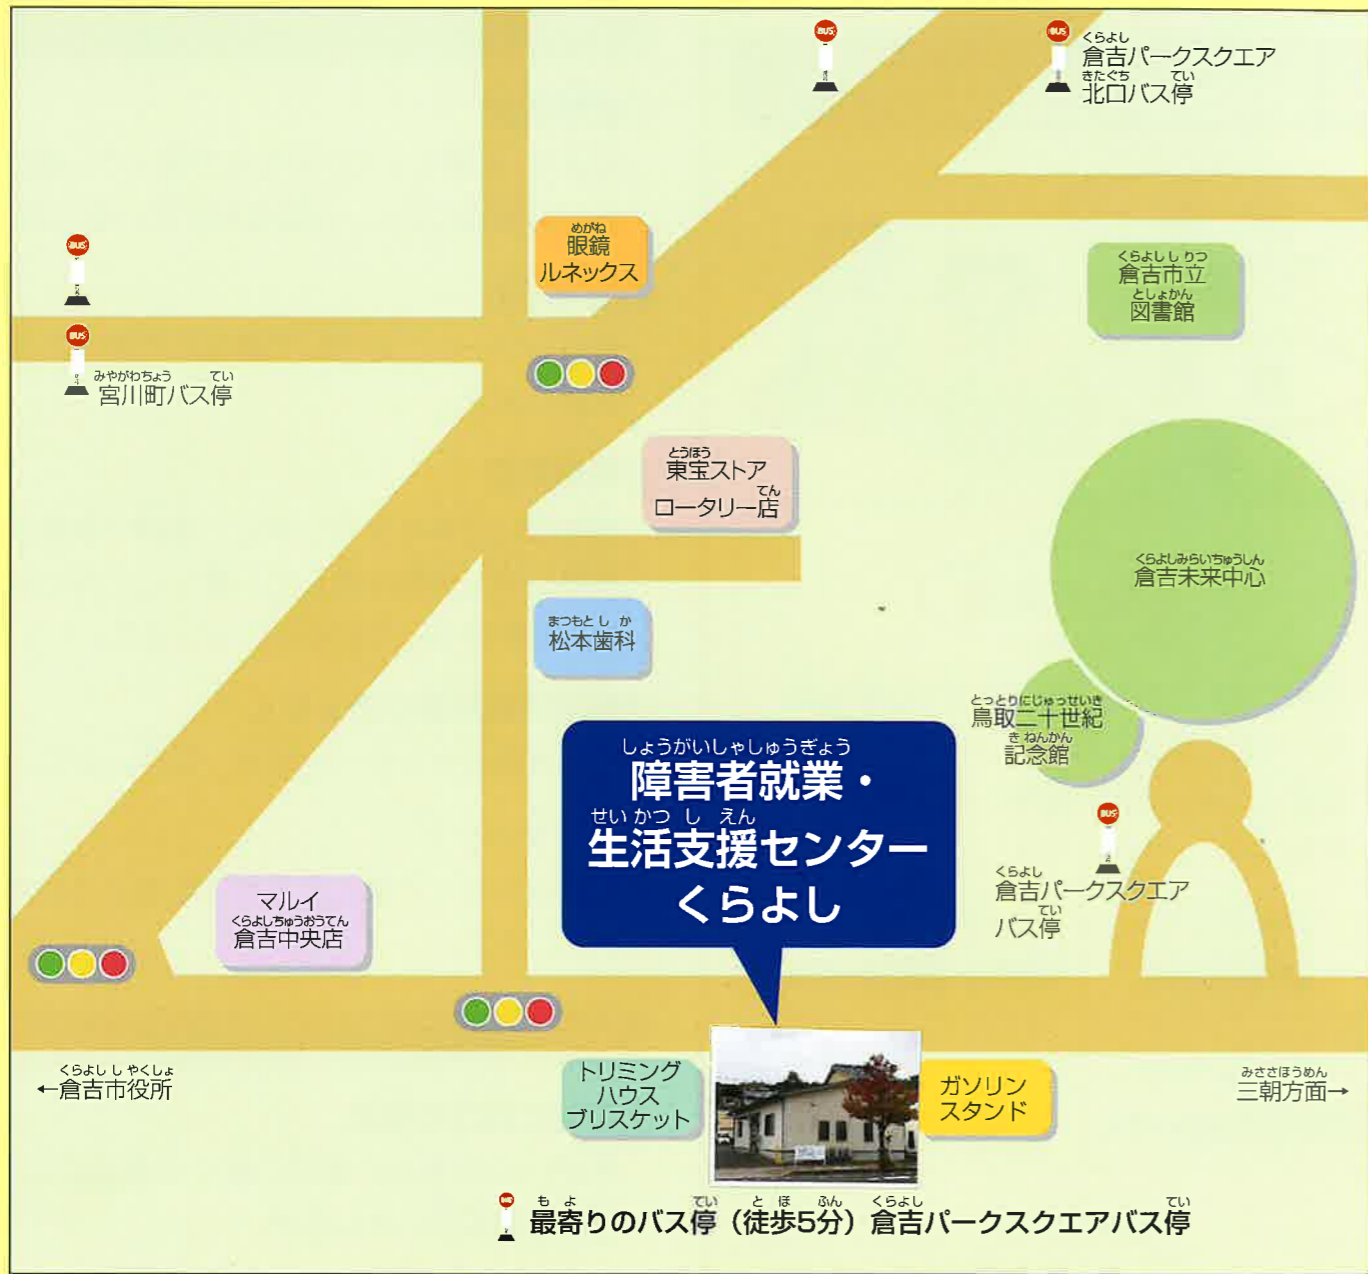 BUS
BUS
くらよし
倉吉パークスクエア
きたぐち てい
北口バス停
めがね
眼鏡
ルネックス
くらよししりつ
倉吉市立
としょかん
図書館
BUS
BUS
みやがわちょう てい
宮川町バス停
とうほう
東宝ストア
てん
ロータリー店
くらよしみらいちゅうしん
倉吉未来中心
まつもとしか
松本歯科
とっとりにじゅっせいき
鳥取二十世紀
きねんかん
記念館
しょうがいしゃしゅうぎょう
障害者就業・
せいかつしえん
生活支援センター
くらよし
BUS
くらよし
倉吉パークスクエア
てい
バス停
マルイ
くらよしちゅうおうてん
倉吉中央店
くらよししやくしょ
←倉吉市役所
トリミング
ハウス
ブリスケット
ガソリン
スタンド
みささほうめん
三朝方面→
もよ てい とほ ふん くらよし てい
最寄りのバス停（徒歩5分）倉吉パークスクエアバス停